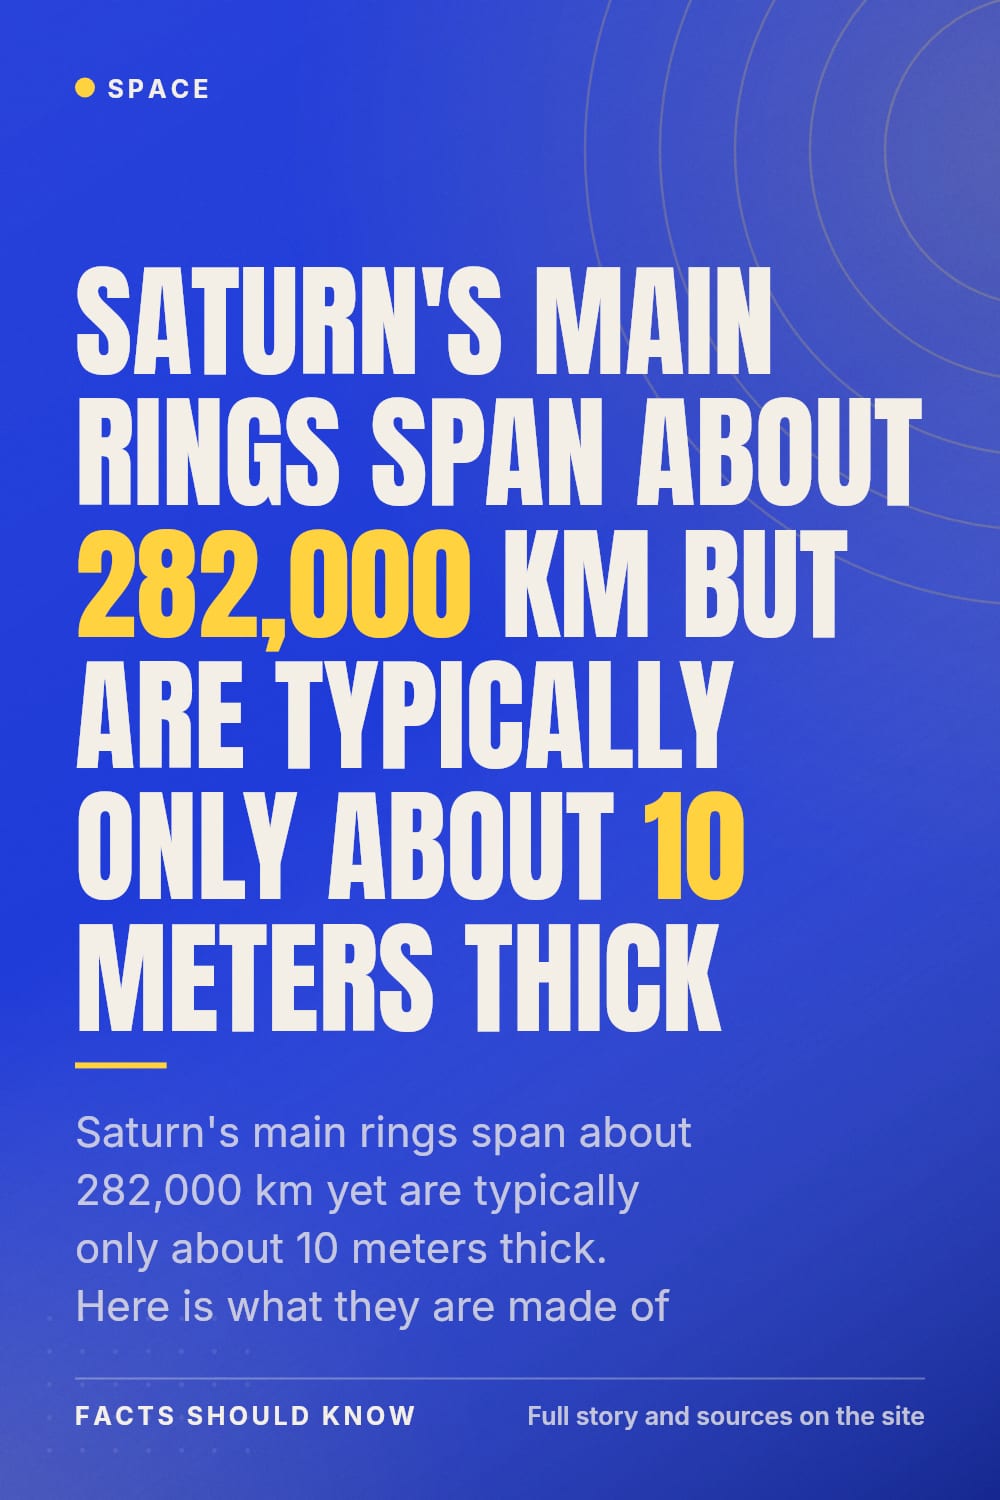 SPACE
SATURN'S MAIN
RINGS SPAN ABOUT
282,000 KM BUT
ARE TYPICALLY
ONLY ABOUT 10
METERS THICK
Saturn's main rings span about
282,000 km yet are typically
only about 10 meters thick.
Here is what they are made of
FACTS SHOULD KNOW
Full story and sources on the site